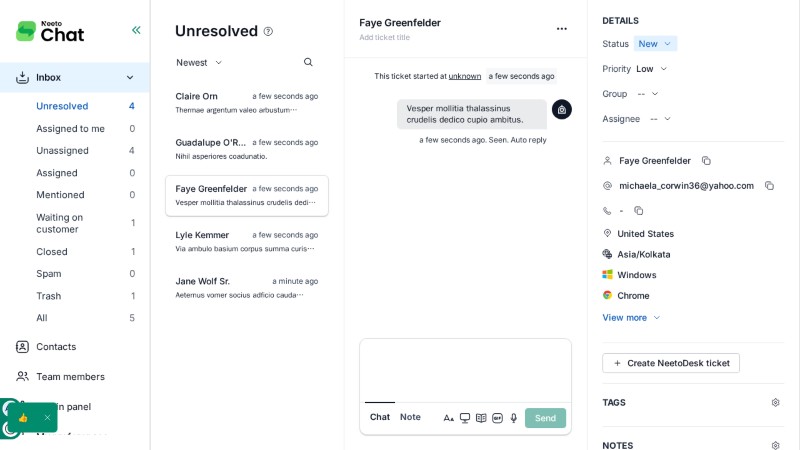 Neeto
Chat
Inbox
Unresolved 4
Assigned to me 0
Unassigned 4
Assigned 0
Mentioned 0
Waiting on
customer 1
Closed 1
Spam 0
Trash 1
All 5
Contacts
Team members
in panel
Unresolved
Newest
Claire Orn a few seconds ago
Thermae argentum valeo arbustum···
Guadalupe O'R... a few seconds ago
Nihil asperiores coadunatio.
Faye Greenfelder a few seconds ago
Vesper mollitia thalassinus crudelis dedi···
Lyle Kemmer a few seconds ago
Via ambulo basium corpus summa curis···
Jane Wolf Sr. a minute ago
Aeternus vomer socius adficio cauda···
Faye Greenfelder
Add ticket title
This ticket started at unknown a few seconds ago
Vesper mollitia thalassinus
crudelis dedico cupio ambitus.
a few seconds ago. Seen. Auto reply
Chat Note
Send
DETAILS
Status New
Priority Low
Group --
Assignee --
Faye Greenfelder
michaela_corwin36@yahoo.com
-
United States
Asia/Kolkata
Windows
Chrome
View more
+ Create NeetoDesk ticket
TAGS
NOTES